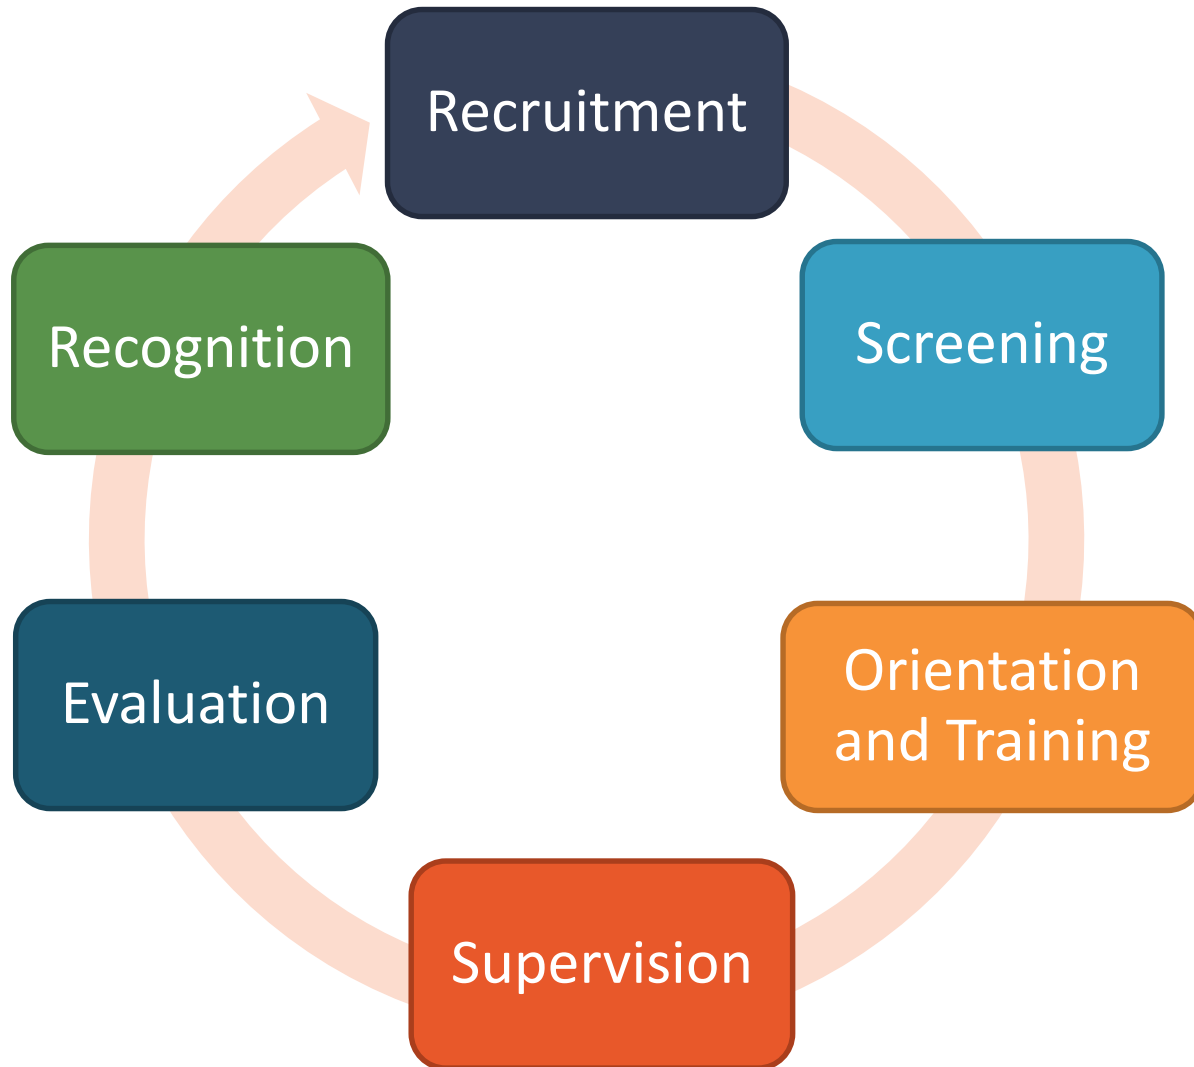 Recruitment
Screening
Orientation
and Training
Supervision
Evaluation
Recognition